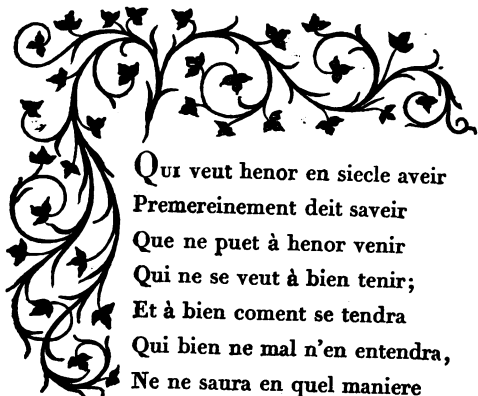 Qui veut henor en siecle aveir
Premereinement deit saveir
Que ne puet à henor venir
Qui ne se veut à bien tenir;
Et à bien coment se tendra
Qui bien ne mal n'en entendra,
Ne ne saura en quel maniere